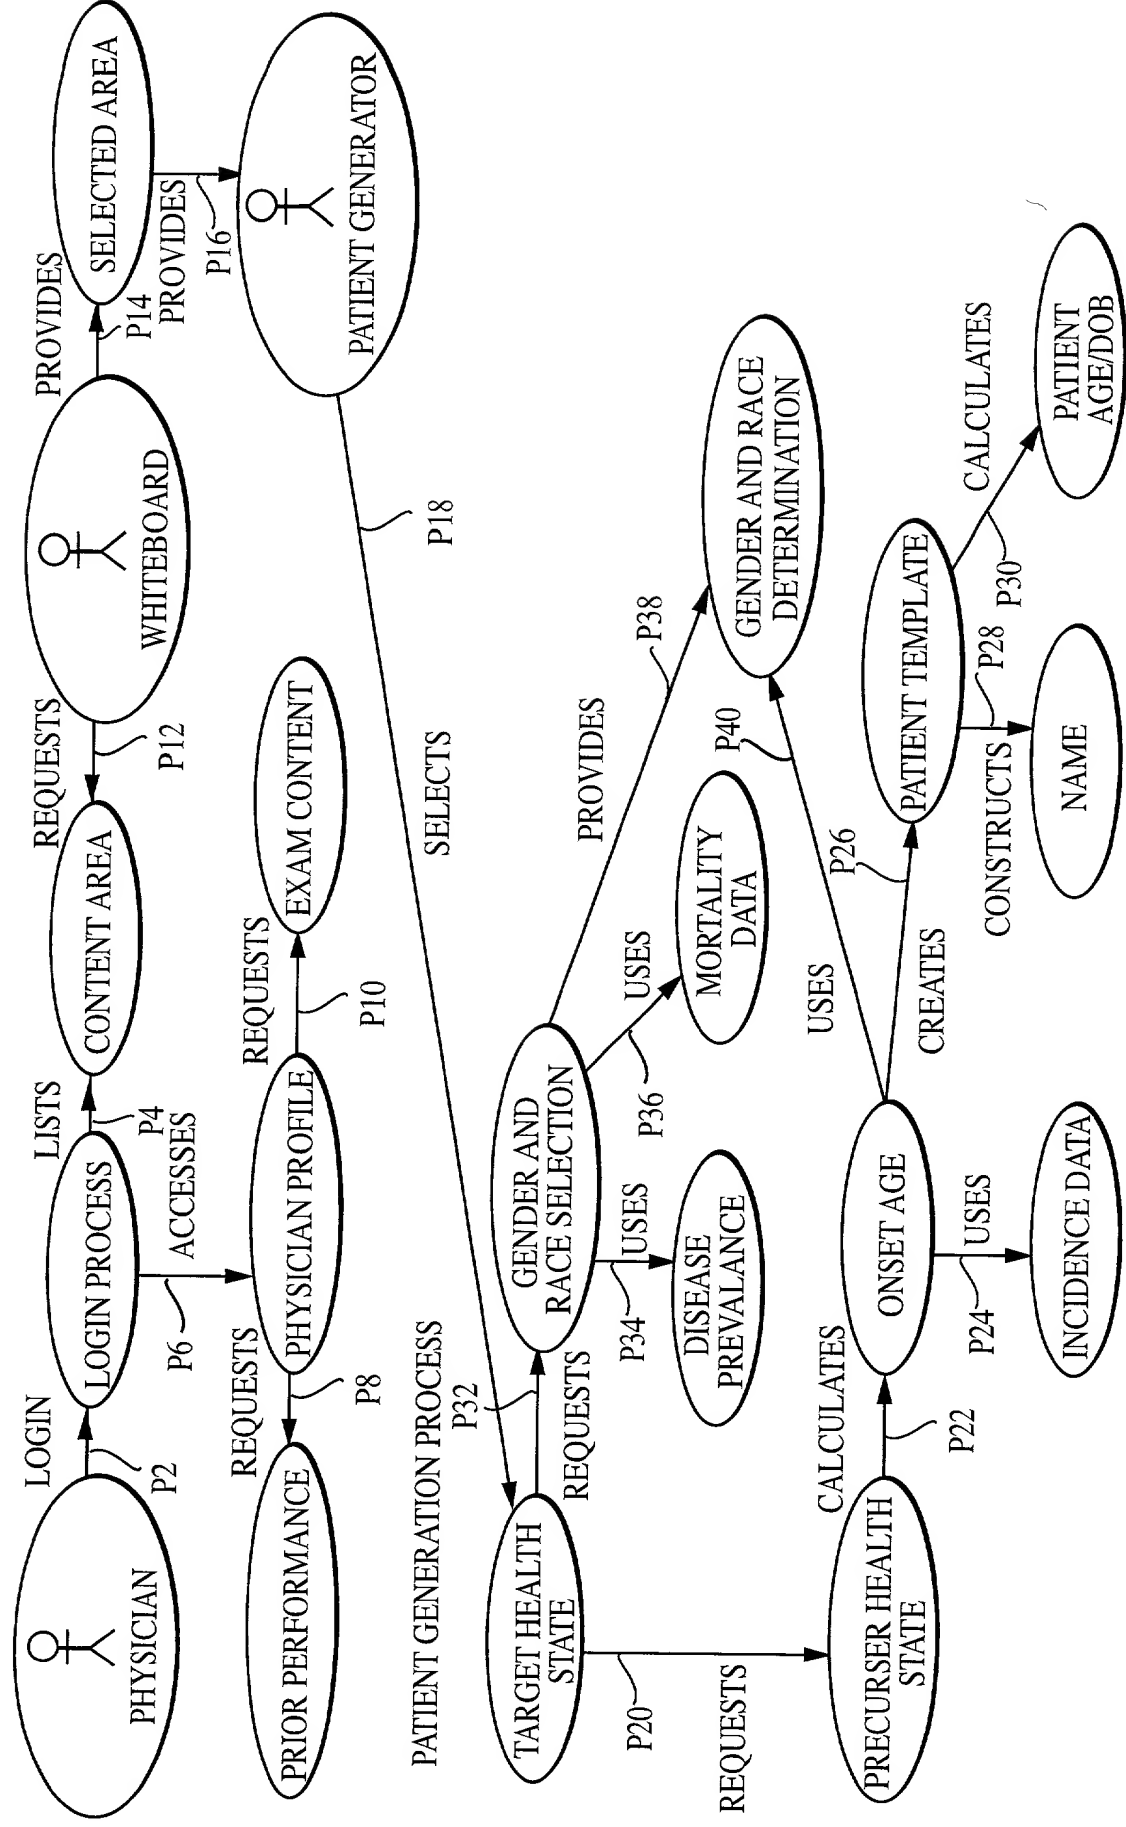 LOGIN
PHYSICIAN
P2
LOGIN PROCESS
LISTS
P4
CONTENT AREA
REQUESTS
P12
WHITEBOARD
PROVIDES
P14
SELECTED AREA
PROVIDES
P16
PATIENT GENERATOR
ACCESSES
P6
PRIOR PERFORMANCE
REQUESTS
P8
PHYSICIAN PROFILE
REQUESTS
P10
EXAM CONTENT
P18
SELECTS
PATIENT GENERATION PROCESS
TARGET HEALTH
STATE
P32
REQUESTS
GENDER AND
RACE SELECTION
PROVIDES
P38
USES
P34
DISEASE
PREVALANCE
USES
P36
MORTALITY
DATA
GENDER AND RACE
DETERMINATION
P20
REQUESTS
PRECURSER HEALTH
STATE
CALCULATES
P22
ONSET AGE
USES
P40
P26
CREATES
PATIENT TEMPLATE
P24
USES
INCIDENCE DATA
CONSTRUCTS
P28
NAME
P30
CALCULATES
PATIENT
AGE/DOB